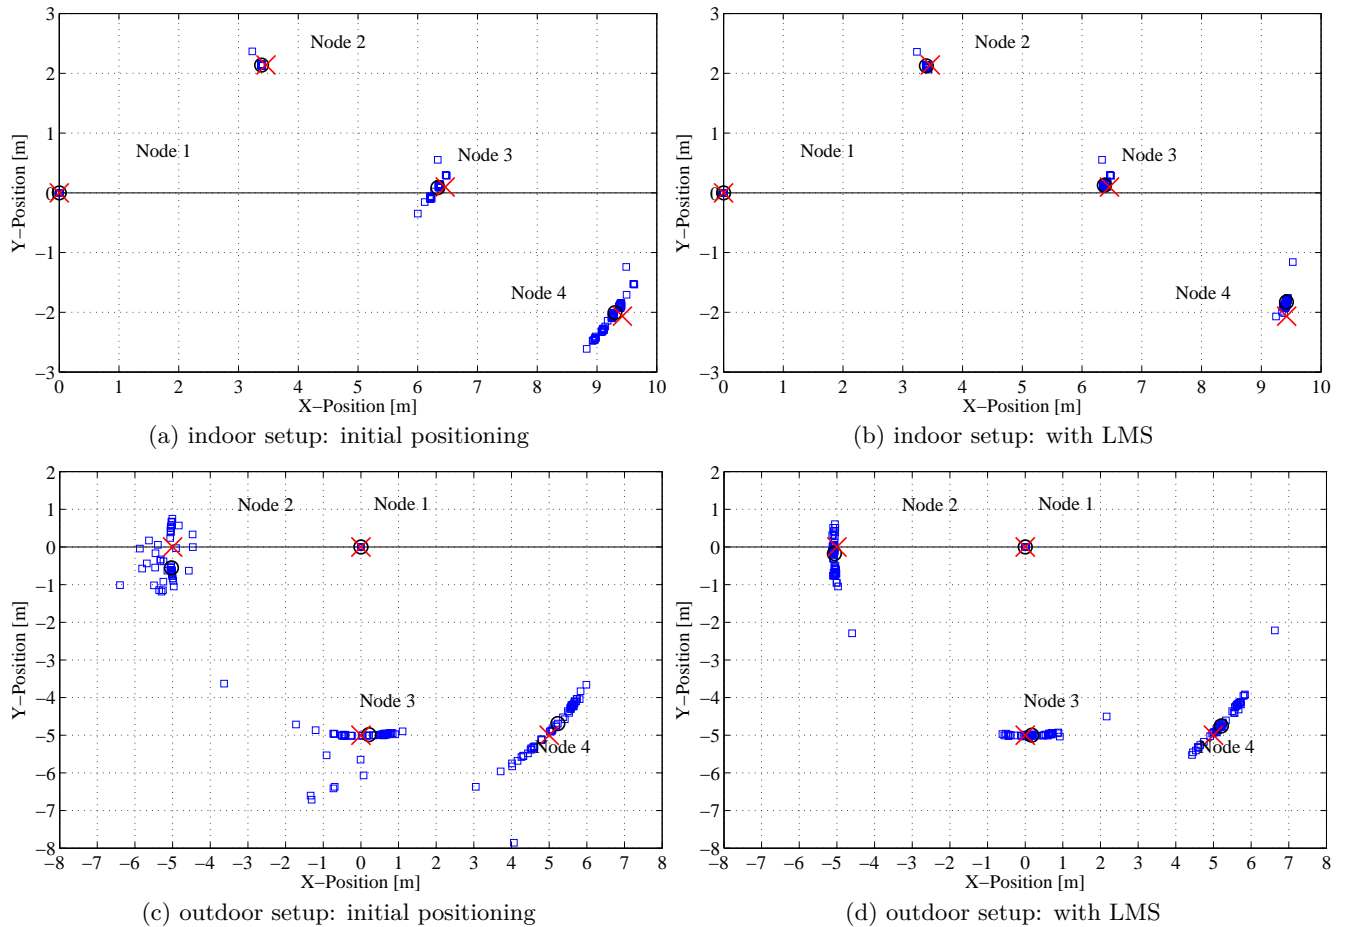 2
1
0
−1
−2
−3
Y−Position [m]
Node 2
Node 1
Node 3
Node 4
0 1 2 3 4 5 6 7 8 9 10
X−Position [m]
(a) indoor setup: initial positioning
3
2
1
0
−1
−2
−3
Y−Position [m]
Node 2
Node 1
Node 3
Node 4
0 1 2 3 4 5 6 7 8 9 10
X−Position [m]
(b) indoor setup: with LMS
2
1
0
−1
−2
−3
−4
−5
−6
−7
−8
Y−Position [m]
Node 2 Node 1
Node 3
Node 4
−8 −7 −6 −5 −4 −3 −2 −1 0 1 2 3 4 5 6 7 8
X−Position [m]
(c) outdoor setup: initial positioning
2
1
0
−1
−2
−3
−4
−5
−6
−7
−8
Y−Position [m]
Node 2 Node 1
Node 3
Node 4
−8 −7 −6 −5 −4 −3 −2 −1 0 1 2 3 4 5 6 7 8
X−Position [m]
(d) outdoor setup: with LMS